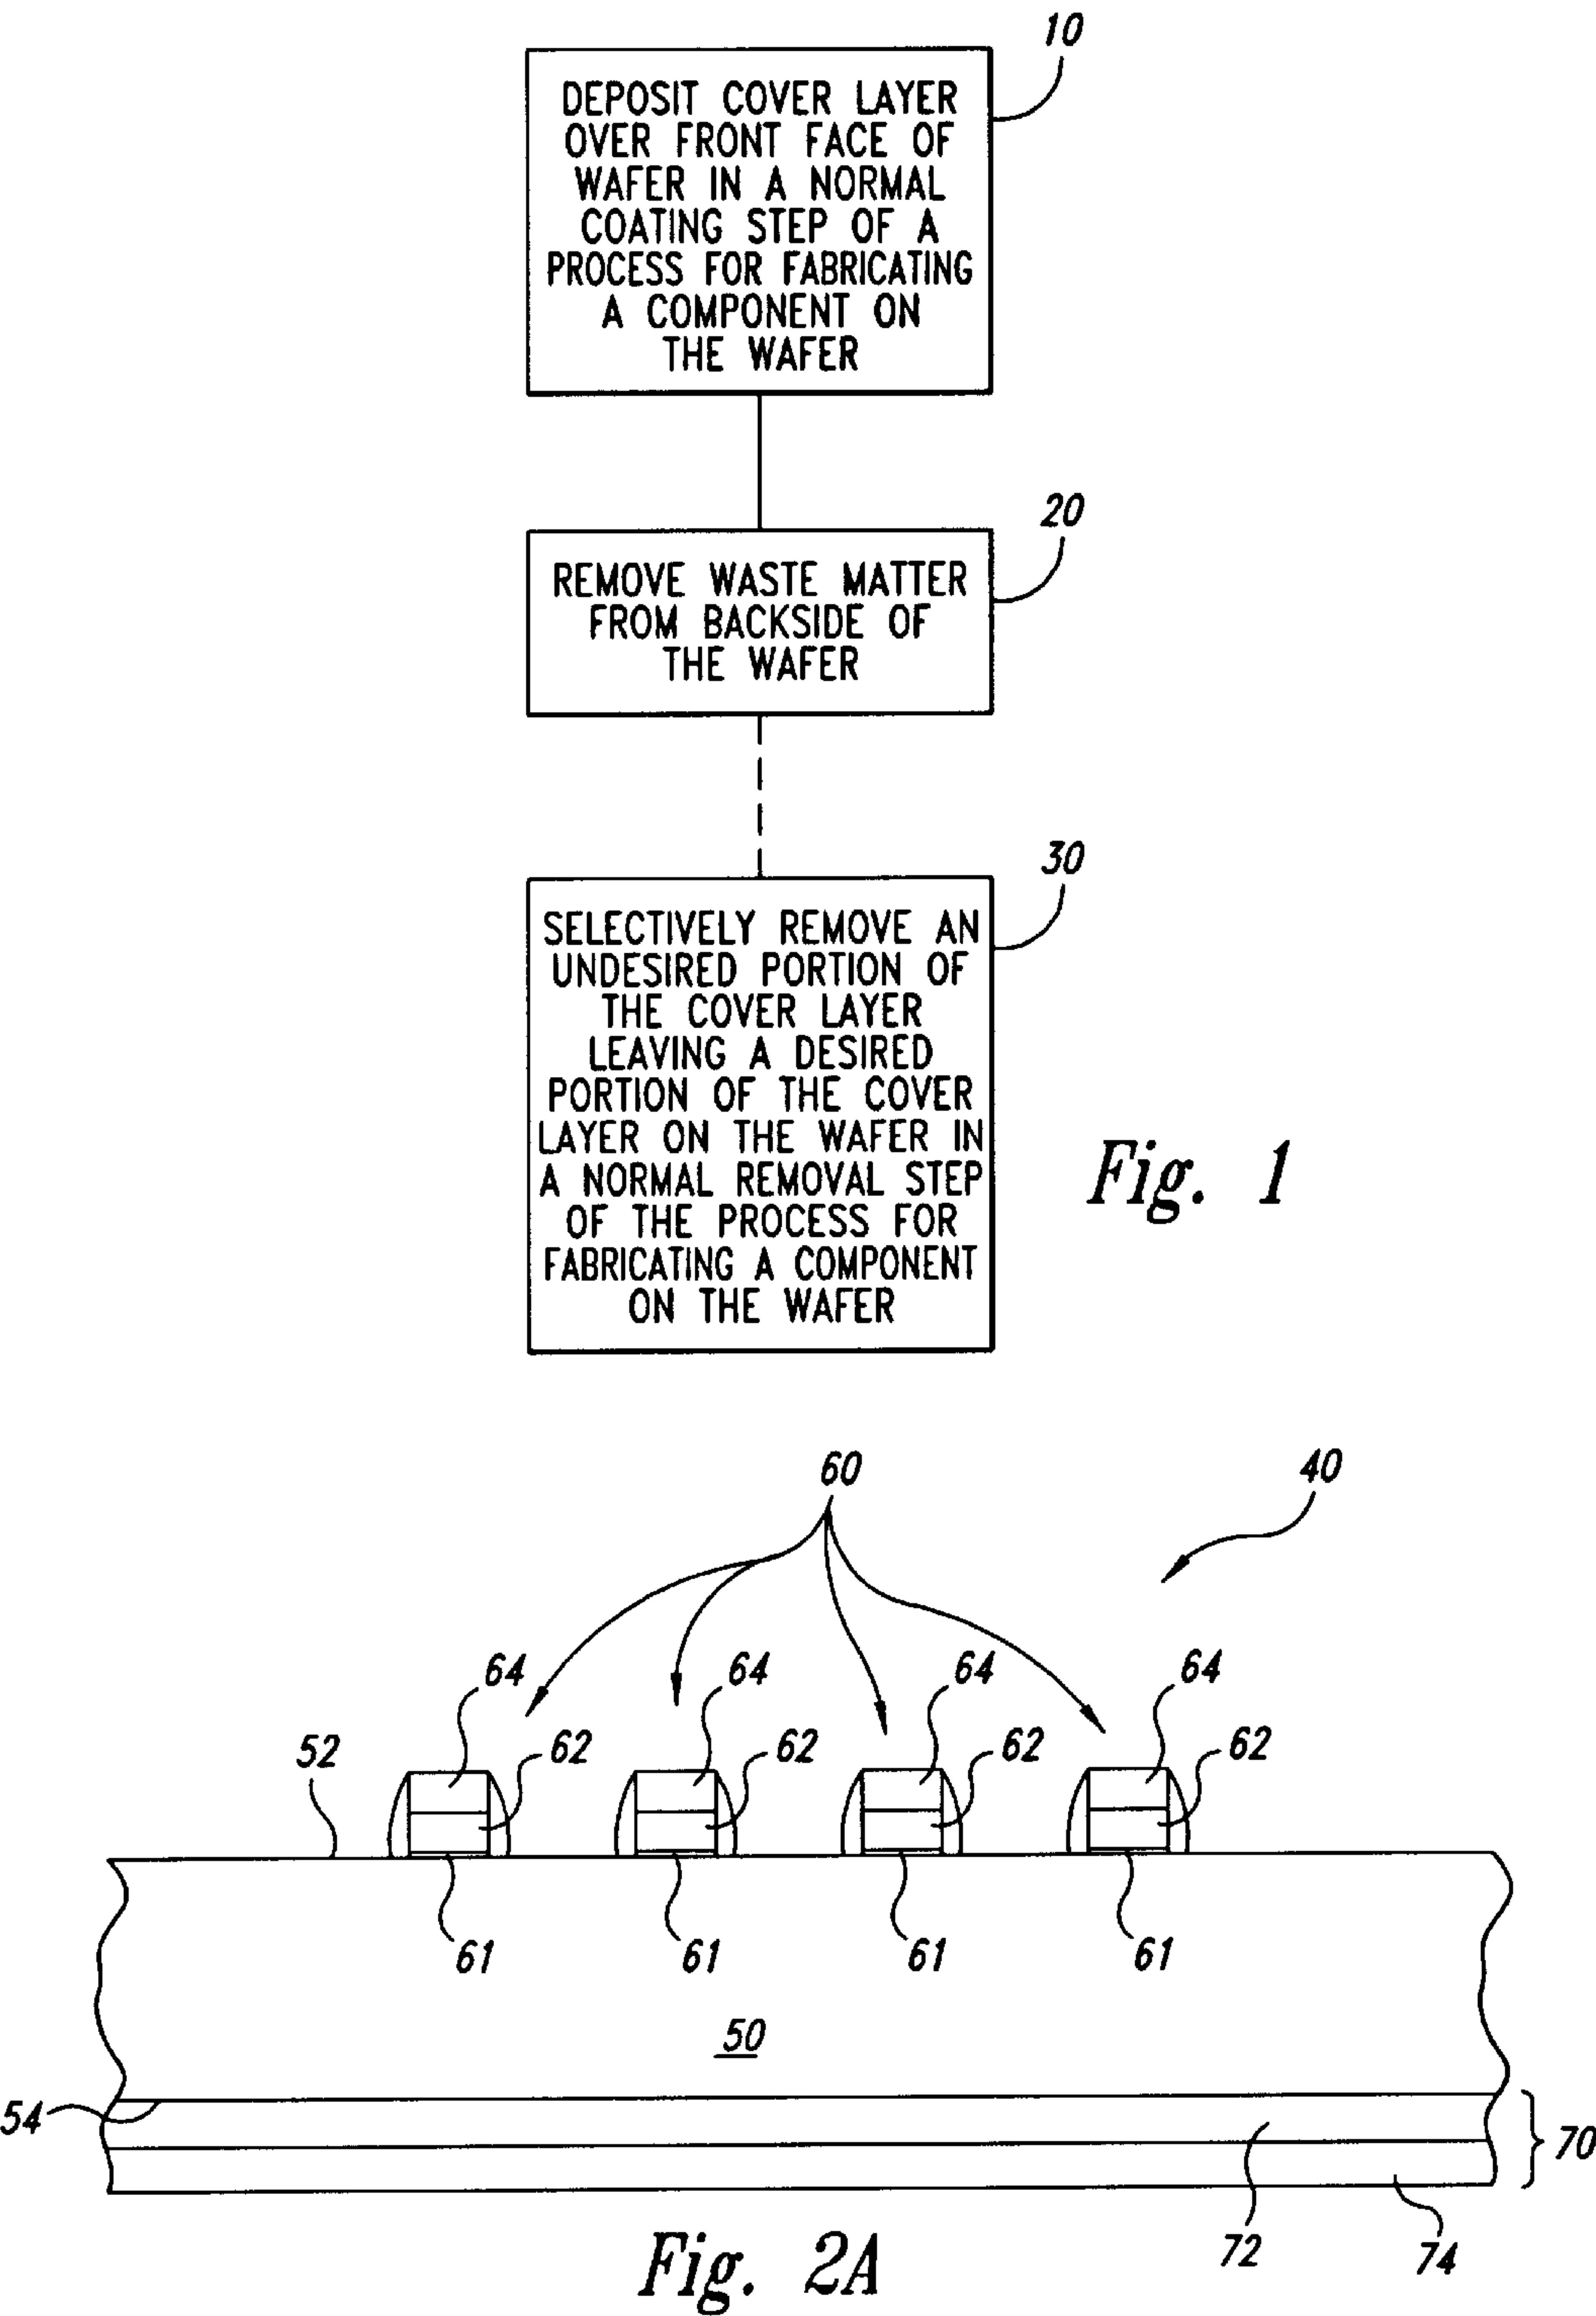 10
DEPOSIT COVER LAYER
OVER FRONT FACE OF
WAFER IN A NORMAL
COATING STEP OF A
PROCESS FOR FABRICATING
A COMPONENT ON
THE WAFER
20
REMOVE WASTE MATTER
FROM BACKSIDE OF
THE WAFER
30
SELECTIVELY REMOVE AN
UNDESIRED PORTION OF
THE COVER LAYER
LEAVING A DESIRED
PORTION OF THE COVER
LAYER ON THE WAFER IN
A NORMAL REMOVAL STEP
OF THE PROCESS FOR
FABRICATING A COMPONENT
ON THE WAFER
Fig. 1
60
40
64
64
64
64
52
62
62
62
62
61
61
61
61
50
54
70
72
74
Fig. 2A